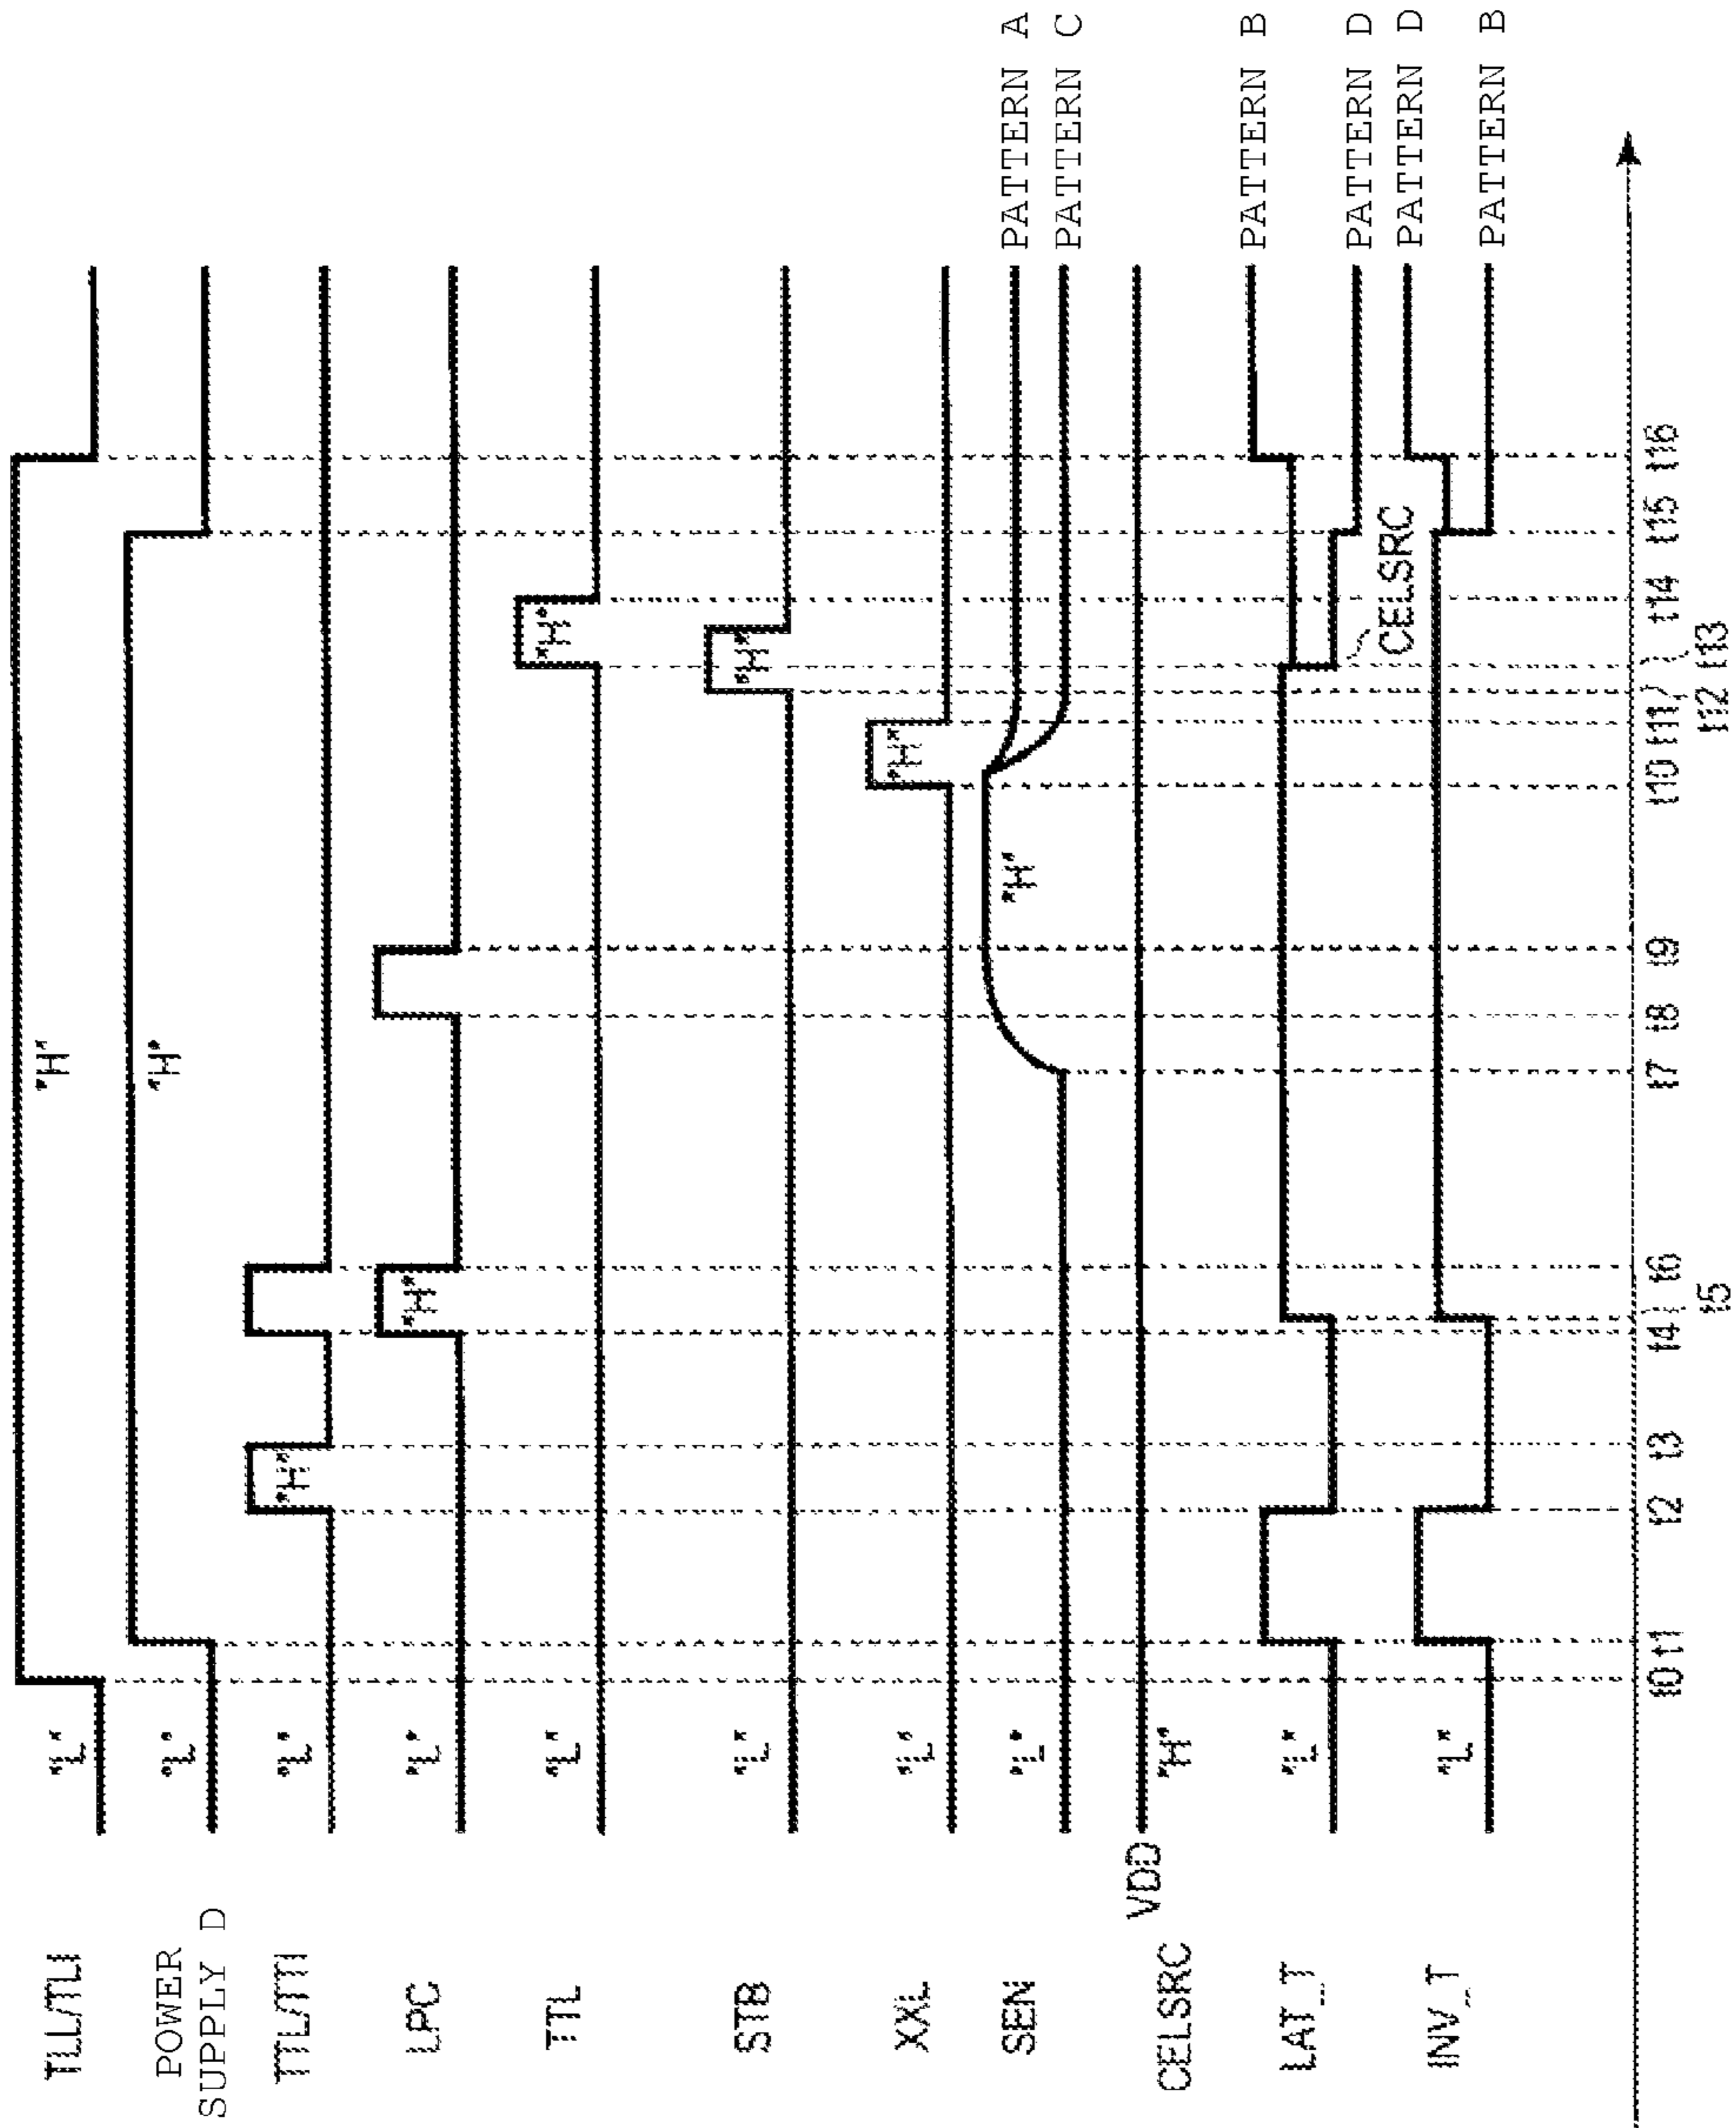 TLL/TLI "L" "H"
POWER
SUPPLY D "L" "H"
TTL/TTI "L" "H"
LPC "L" "H"
TTL "L" "H"
STB "L" "H"
XXL "L" "H"
SEN "L" "H" PATTERN A
PATTERN C
VDD
CELSRC "H"
LAT_T "L" PATTERN B
CELSRC PATTERN D
INV_T "L" PATTERN D
PATTERN B
t0 t1 t2 t3 t4 t6 t7 t8 t9 t10 t11 t14 t15 t16
t5 t12 t13